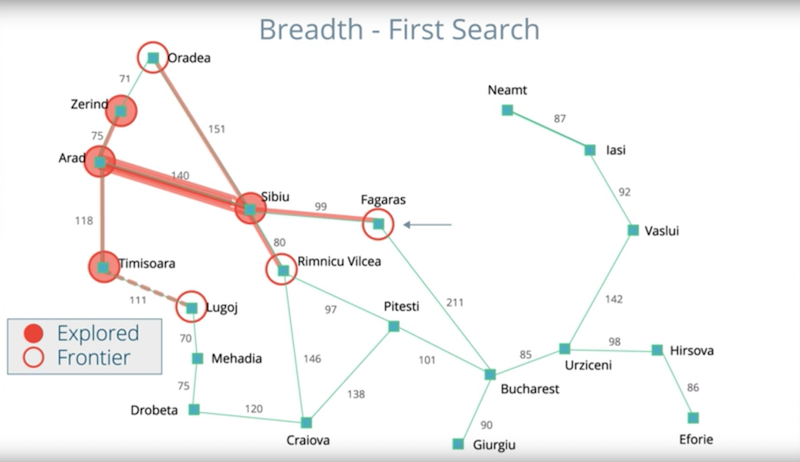 Breadth - First Search
Oradea
71
Neamt
Zerind
87
151
75
Iasi
Arad
140
92
Sibiu
Fagaras
99
118
Vaslui
80
Timisoara
Rimnicu Vilcea
111
211
142
Lugoj
97
Pitesti
Explored
Frontier
70
98
Hirsova
Mehadia
146
101
85
Urziceni
75
138
86
Bucharest
Drobeta
120
90
Craiova
Giurgiu
Eforie